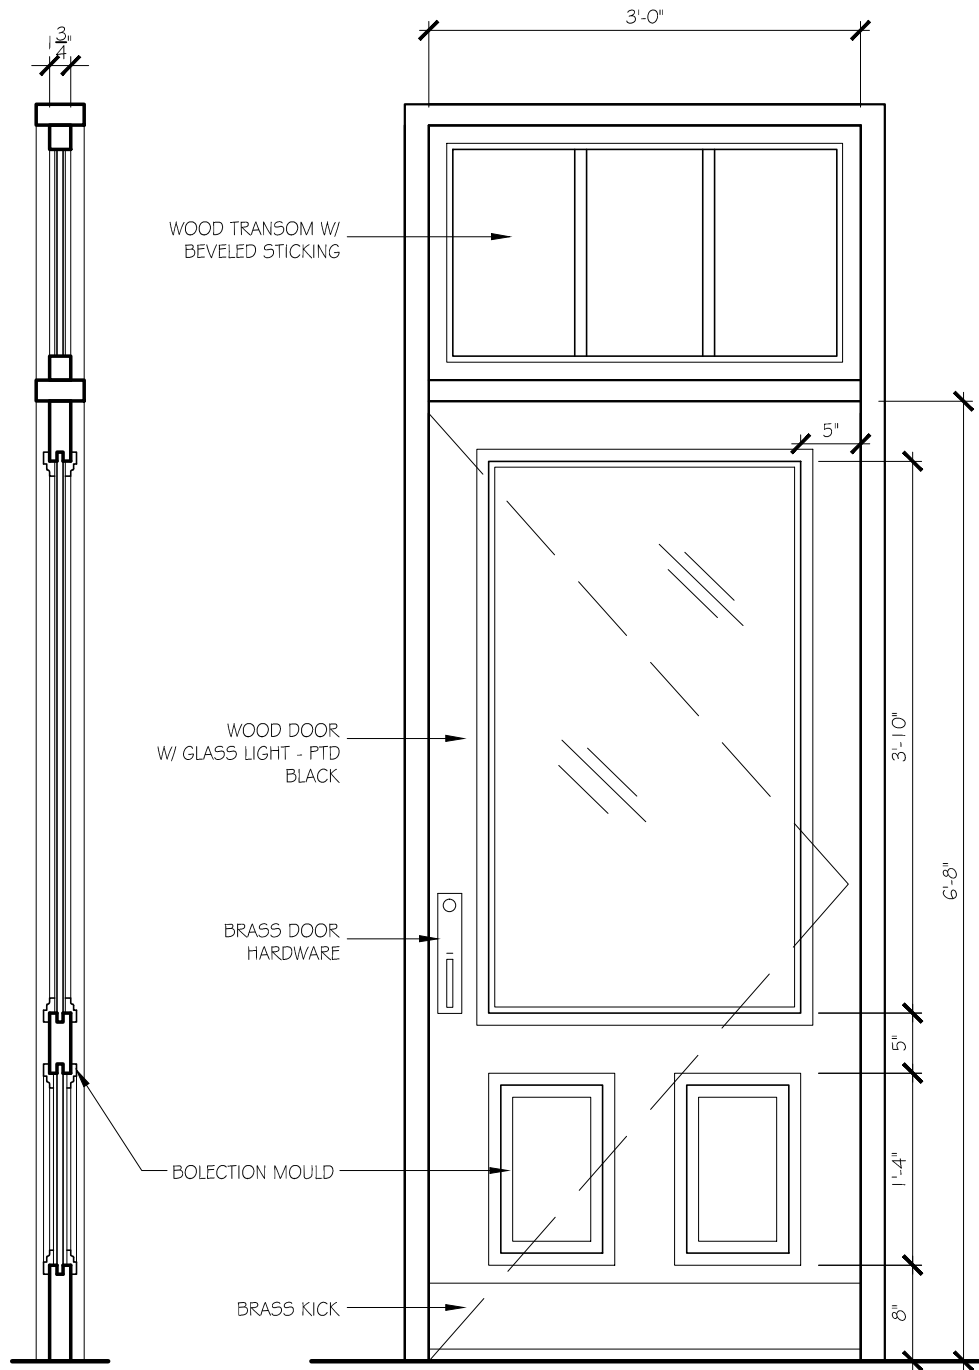 3'-0"
1 3/4"
WOOD TRANSOM W/
BEVELED STICKING
5"
WOOD DOOR
W/ GLASS LIGHT - PTD
BLACK
3'-10"
6'-8"
BRASS DOOR
HARDWARE
5"
BOLECTION MOULD
1'-4"
BRASS KICK
8"